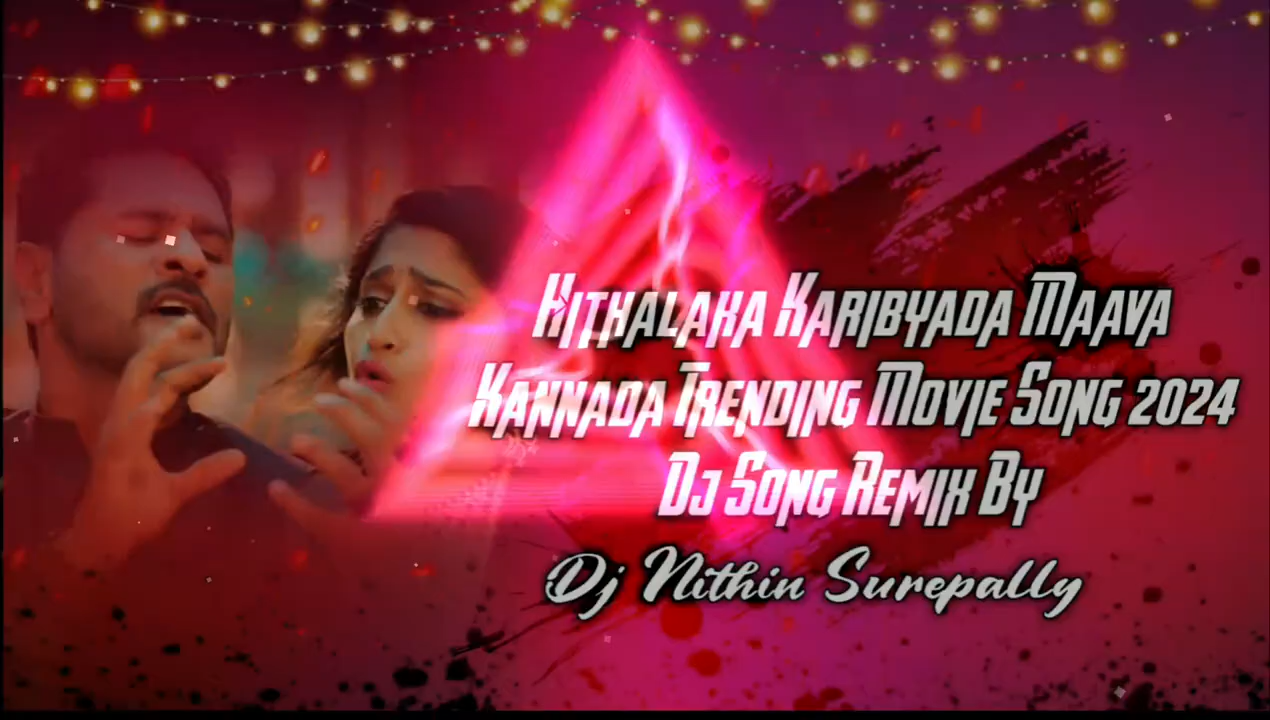 Hithalaka Karibyada Maava
Kannada Trending Movie Song 2024
Dj Song Remix By
Dj Nithin Surepally